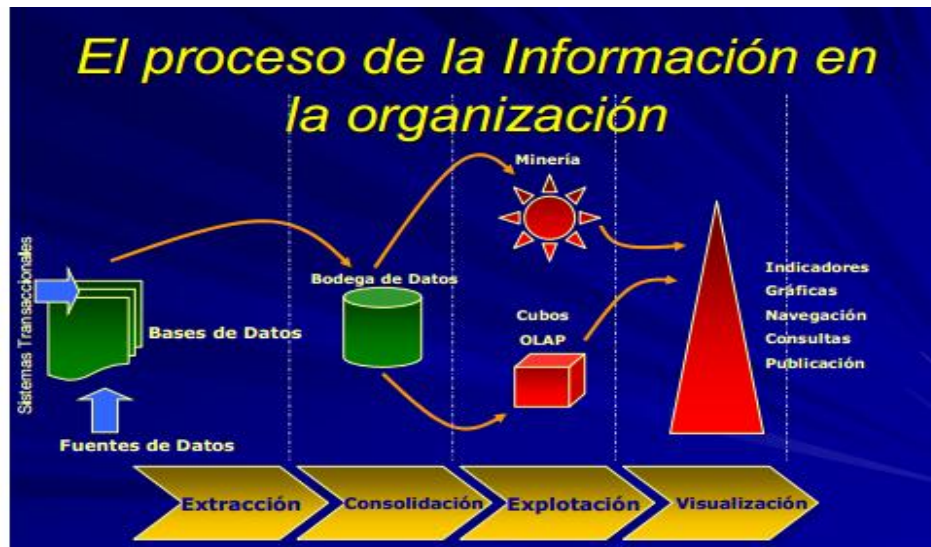 El proceso de la Información en
la organización
Minería
Sistemas Transaccionales
Bodega de Datos
Bases de Datos
Cubos
OLAP
Indicadores
Gráficas
Navegación
Consultas
Publicación
Fuentes de Datos
Extracción
Consolidación
Explotación
Visualización